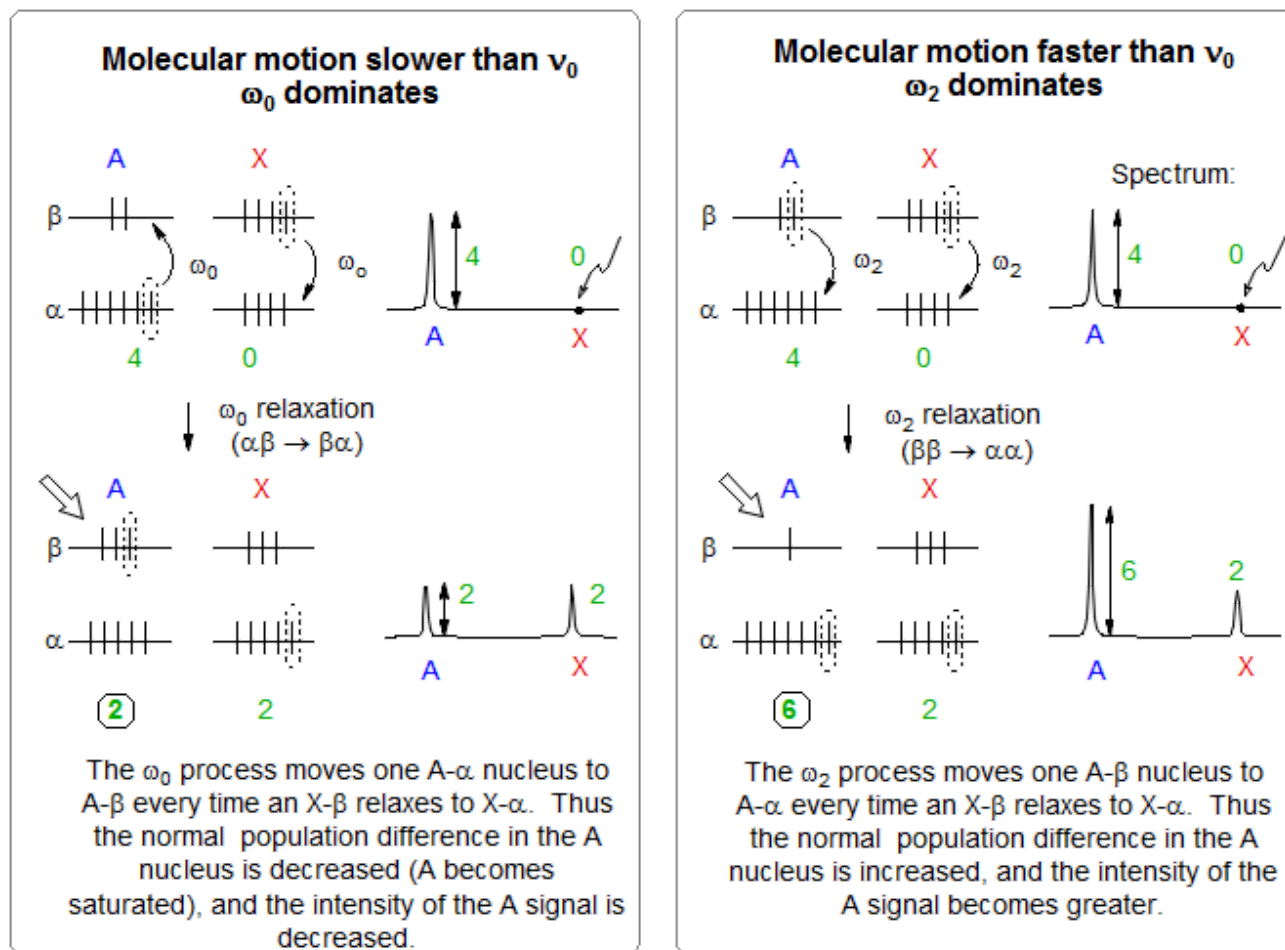 Molecular motion slower than ν0
ω0 dominates
A X
β
ω0 ωo 4 0
α
A X
4 0
ω0 relaxation
(αβ → βα)
A X
β
2 2
α
A X
2 2
The ω0 process moves one A-α nucleus to
A-β every time an X-β relaxes to X-α. Thus
the normal population difference in the A
nucleus is decreased (A becomes
saturated), and the intensity of the A signal is
decreased.
Molecular motion faster than ν0
ω2 dominates
A X
Spectrum:
β
ω2 ω2 4 0
α
A X
4 0
ω2 relaxation
(ββ → αα)
A X
β
6 2
α
A X
6 2
The ω2 process moves one A-β nucleus to
A-α every time an X-β relaxes to X-α. Thus
the normal population difference in the A
nucleus is increased, and the intensity of the
A signal becomes greater.